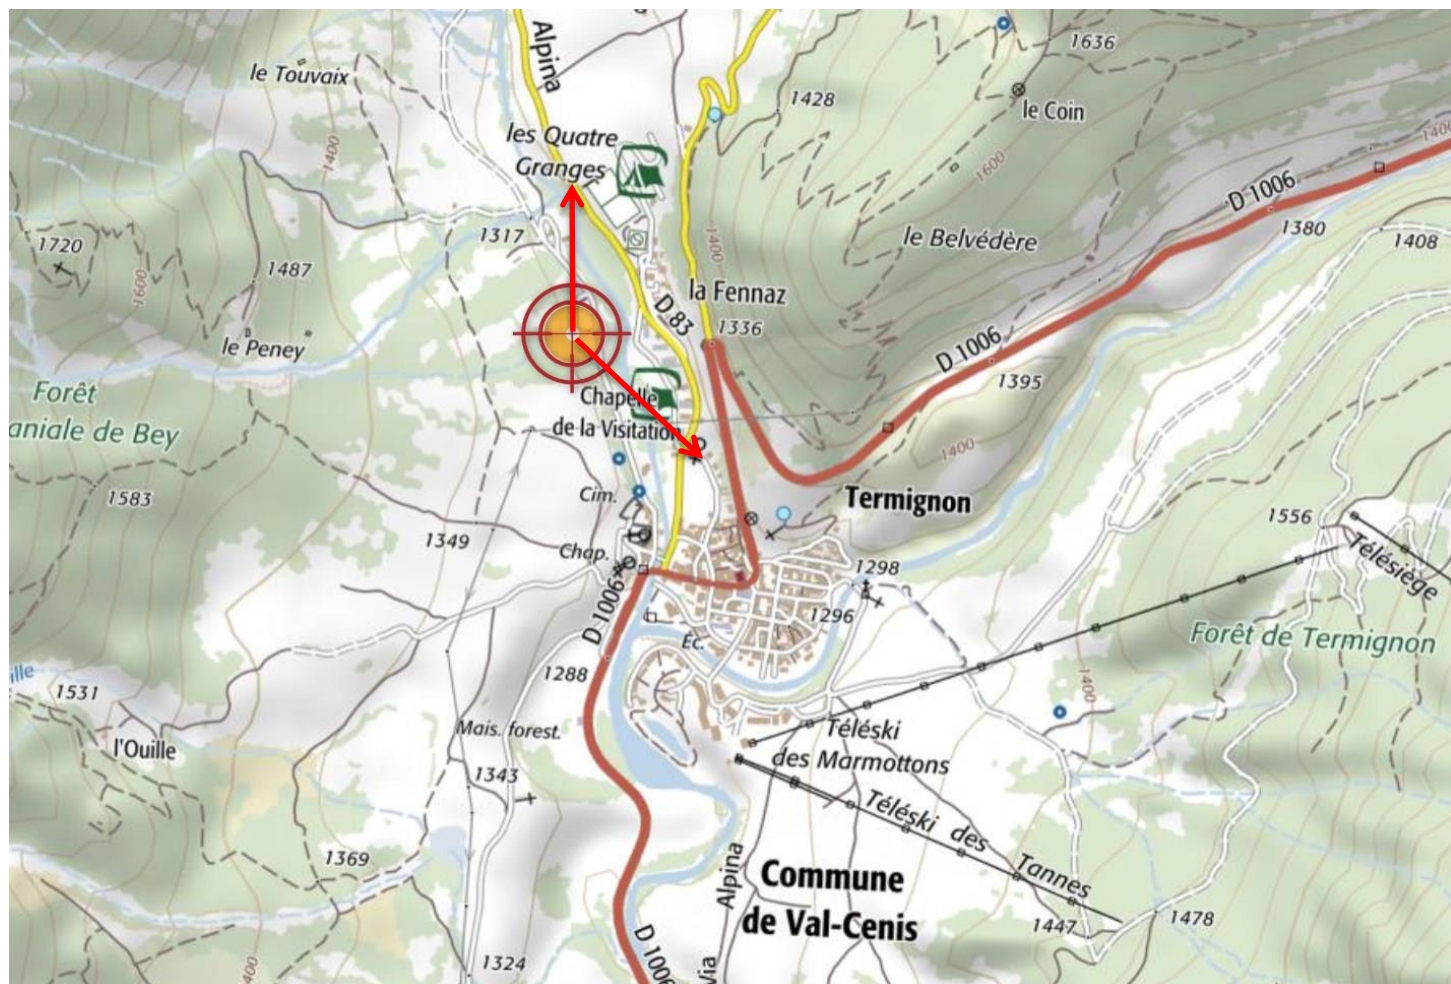 Alpina
le Touvaix
1636
1428
le Coin
les Quatre
Granges
1400
1400
1600
D 1006
1317
1720
1487
1600
1400
le Belvédère
1380
1408
la Fennaz
D 83
1336
le Peney
D 1006
1395
Forêt
aniale de Bey
Chapelle
de la Visitation
1400
1583
Cim.
Termignon
1556
1349
Chap.
1298
Télésiège
D 1006
1296
Forêt de Termignon
Éc.
ille
1531
1288
1400
l'Ouille
Mais. forest.
Téléski
des Marmottons
1343
Téléski des
Tannes
1369
Alpina
Via
Commune
de Val-Cenis
1447
1478
D 1006
400
1324